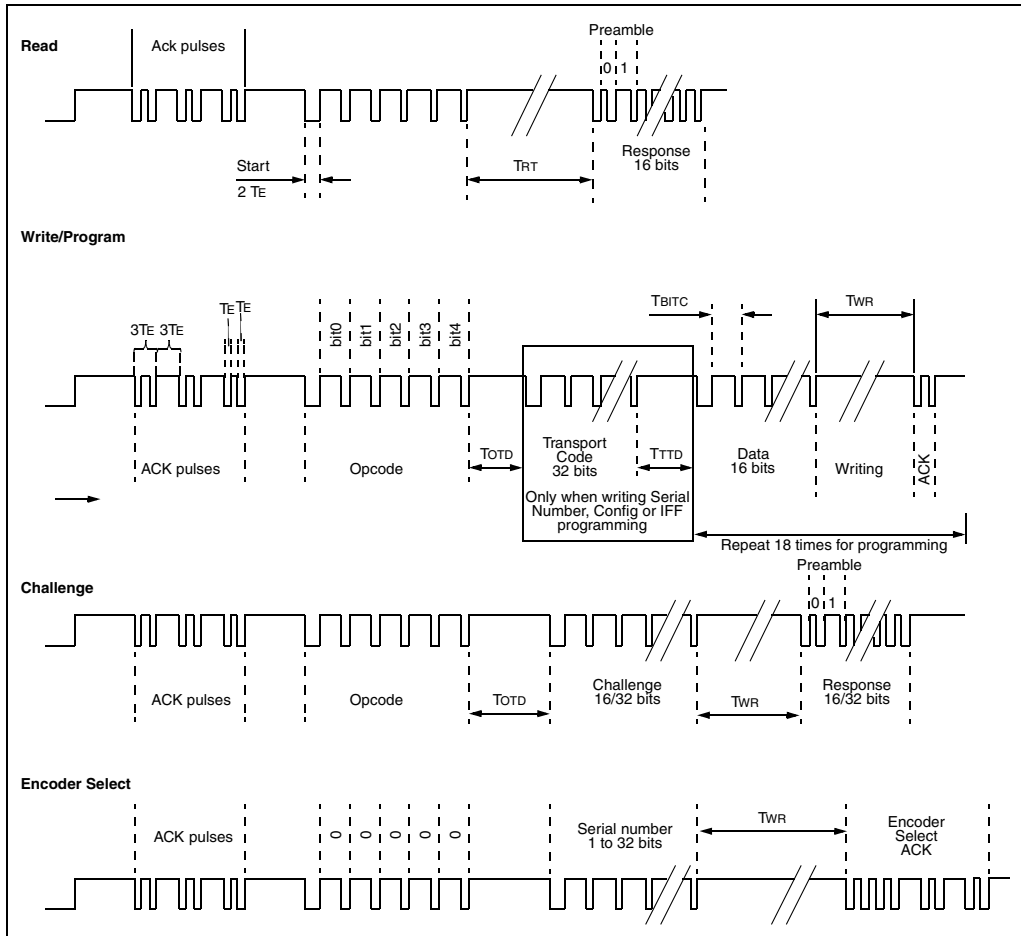 Read
Ack pulses
Preamble
0 1
Start
2 TE
TRT
Response
16 bits
Write/Program
3TE 3TE
TE TE
bit0 bit1 bit2 bit3 bit4
TBITC
TWR
ACK pulses
Opcode
TOTD
Transport
Code
32 bits
TTTD
Only when writing Serial
Number, Config or IFF
programming
Data
16 bits
Writing
ACK
Repeat 18 times for programming
Challenge
Preamble
0 1
ACK pulses
Opcode
TOTD
Challenge
16/32 bits
TWR
Response
16/32 bits
Encoder Select
ACK pulses
0 0 0 0 0
Serial number
1 to 32 bits
TWR
Encoder
Select
ACK